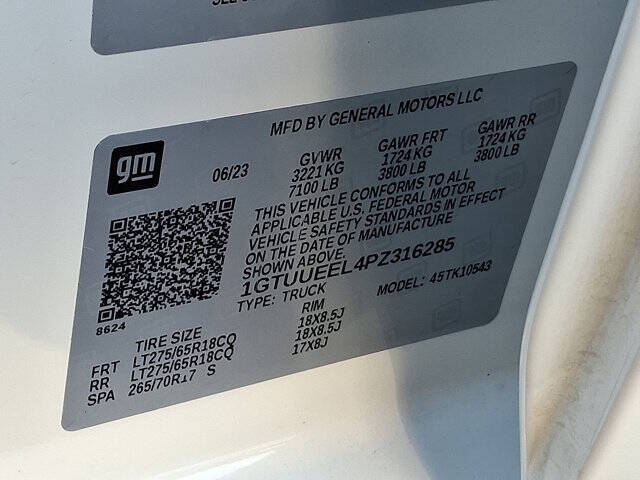 MFD BY GENERAL MOTORS LLC
gm
06/23
GVWR GAWR FRT GAWR RR
3221 KG 1724 KG 1724 KG
7100 LB 3800 LB 3800 LB
THIS VEHICLE CONFORMS TO ALL
APPLICABLE U.S. FEDERAL MOTOR
VEHICLE SAFETY STANDARDS IN EFFECT
ON THE DATE OF MANUFACTURE
SHOWN ABOVE.
1GTUUEEL4PZ316285
TYPE: TRUCK MODEL: 45TK10543
8624
TIRE SIZE RIM
FRT LT275/65R18CQ 18X8.5J
RR LT275/65R18CQ 18X8.5J
SPA 265/70R17 S 17X8J